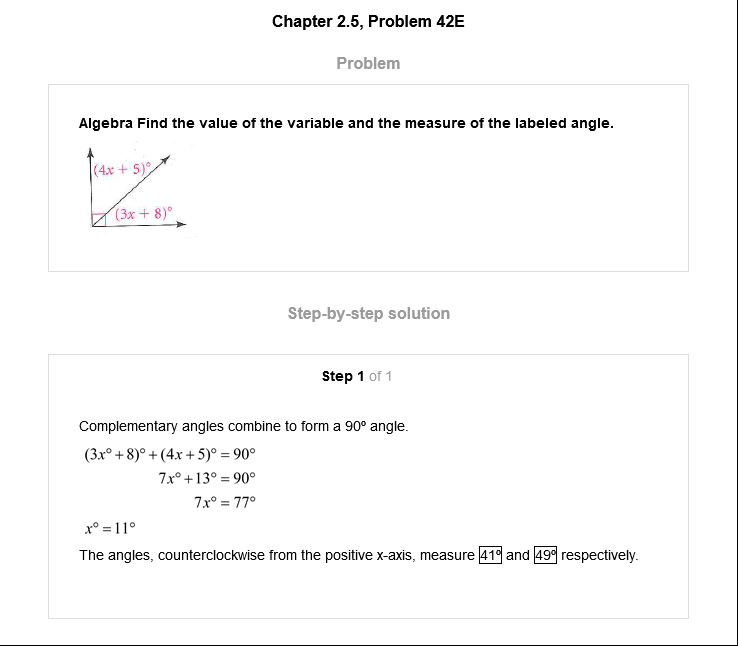 Chapter 2.5, Problem 42E
Problem
Algebra Find the value of the variable and the measure of the labeled angle.
(4x + 5)°
(3x + 8)°
Step-by-step solution
Step 1 of 1
Complementary angles combine to form a 90º angle.
(3x° + 8)° + (4x + 5)° = 90°
7x° + 13° = 90°
7x° = 77°
x° = 11°
The angles, counterclockwise from the positive x-axis, measure 41º and 49º respectively.